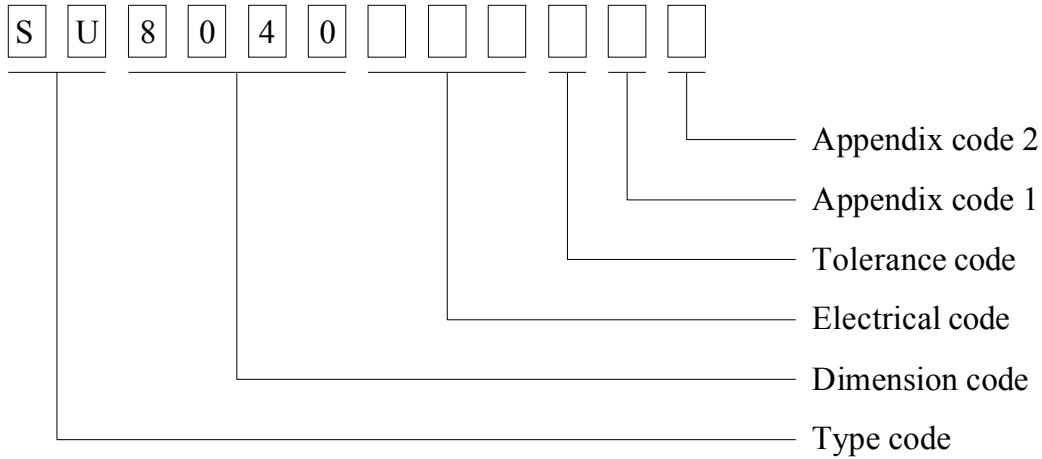 S U 8 0 4 0
Appendix code 2
Appendix code 1
Tolerance code
Electrical code
Dimension code
Type code